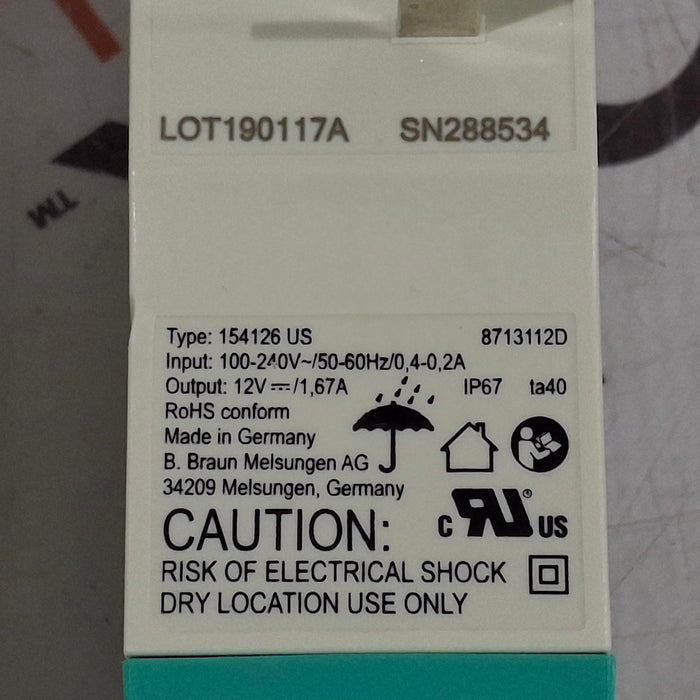 LOT190117A SN288534
TM
Type: 154126 US 8713112D
Input: 100-240V~/50-60Hz/0,4-0,2A
Output: 12V⎓/1,67A IP67 ta40
RoHS conform
Made in Germany
B. Braun Melsungen AG
34209 Melsungen, Germany
CAUTION: C RU® US
RISK OF ELECTRICAL SHOCK
DRY LOCATION USE ONLY